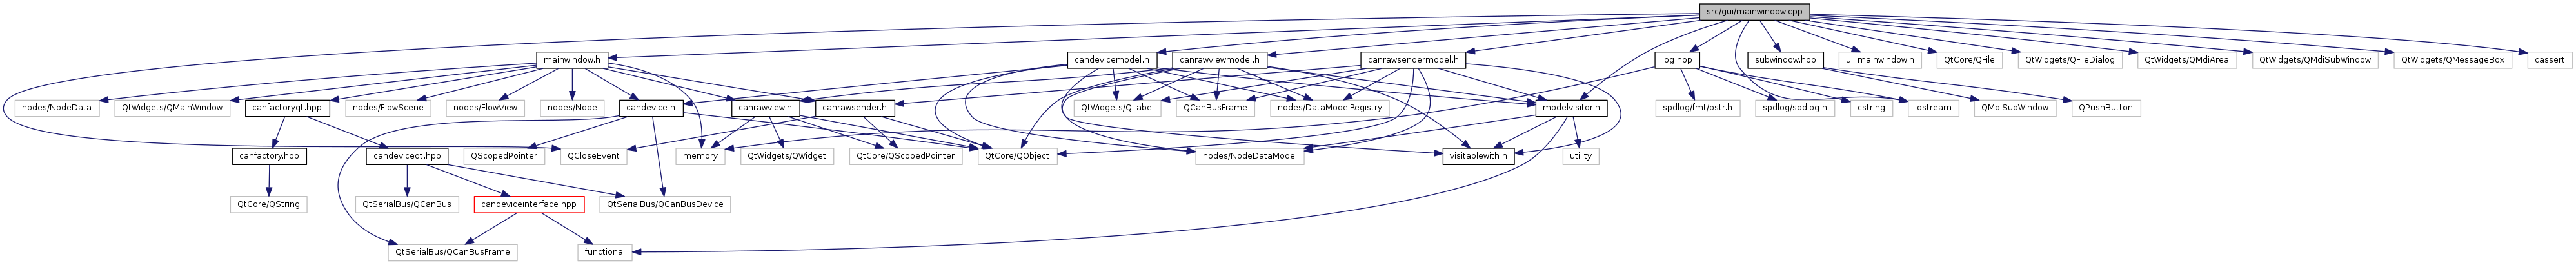 src/gui/mainwindow.cpp
mainwindow.h
candevicemodel.h
canrawviewmodel.h
canrawsendermodel.h
log.hpp
subwindow.hpp
ui_mainwindow.h
QtCore/QFile
QtWidgets/QFileDialog
QtWidgets/QMdiArea
QtWidgets/QMdiSubWindow
QtWidgets/QMessageBox
cassert
nodes/NodeData
QtWidgets/QMainWindow
canfactoryqt.hpp
nodes/FlowScene
nodes/FlowView
nodes/Node
candevice.h
canrawview.h
canrawsender.h
QtWidgets/QLabel
QCanBusFrame
nodes/DataModelRegistry
modelvisitor.h
spdlog/fmt/ostr.h
spdlog/spdlog.h
cstring
iostream
QMdiSubWindow
QPushButton
canfactory.hpp
candeviceqt.hpp
QScopedPointer
QCloseEvent
memory
QtWidgets/QWidget
QtCore/QScopedPointer
QtCore/QObject
nodes/NodeDataModel
visitablewith.h
utility
QtCore/QString
QtSerialBus/QCanBus
candeviceinterface.hpp
QtSerialBus/QCanBusDevice
QtSerialBus/QCanBusFrame
functional